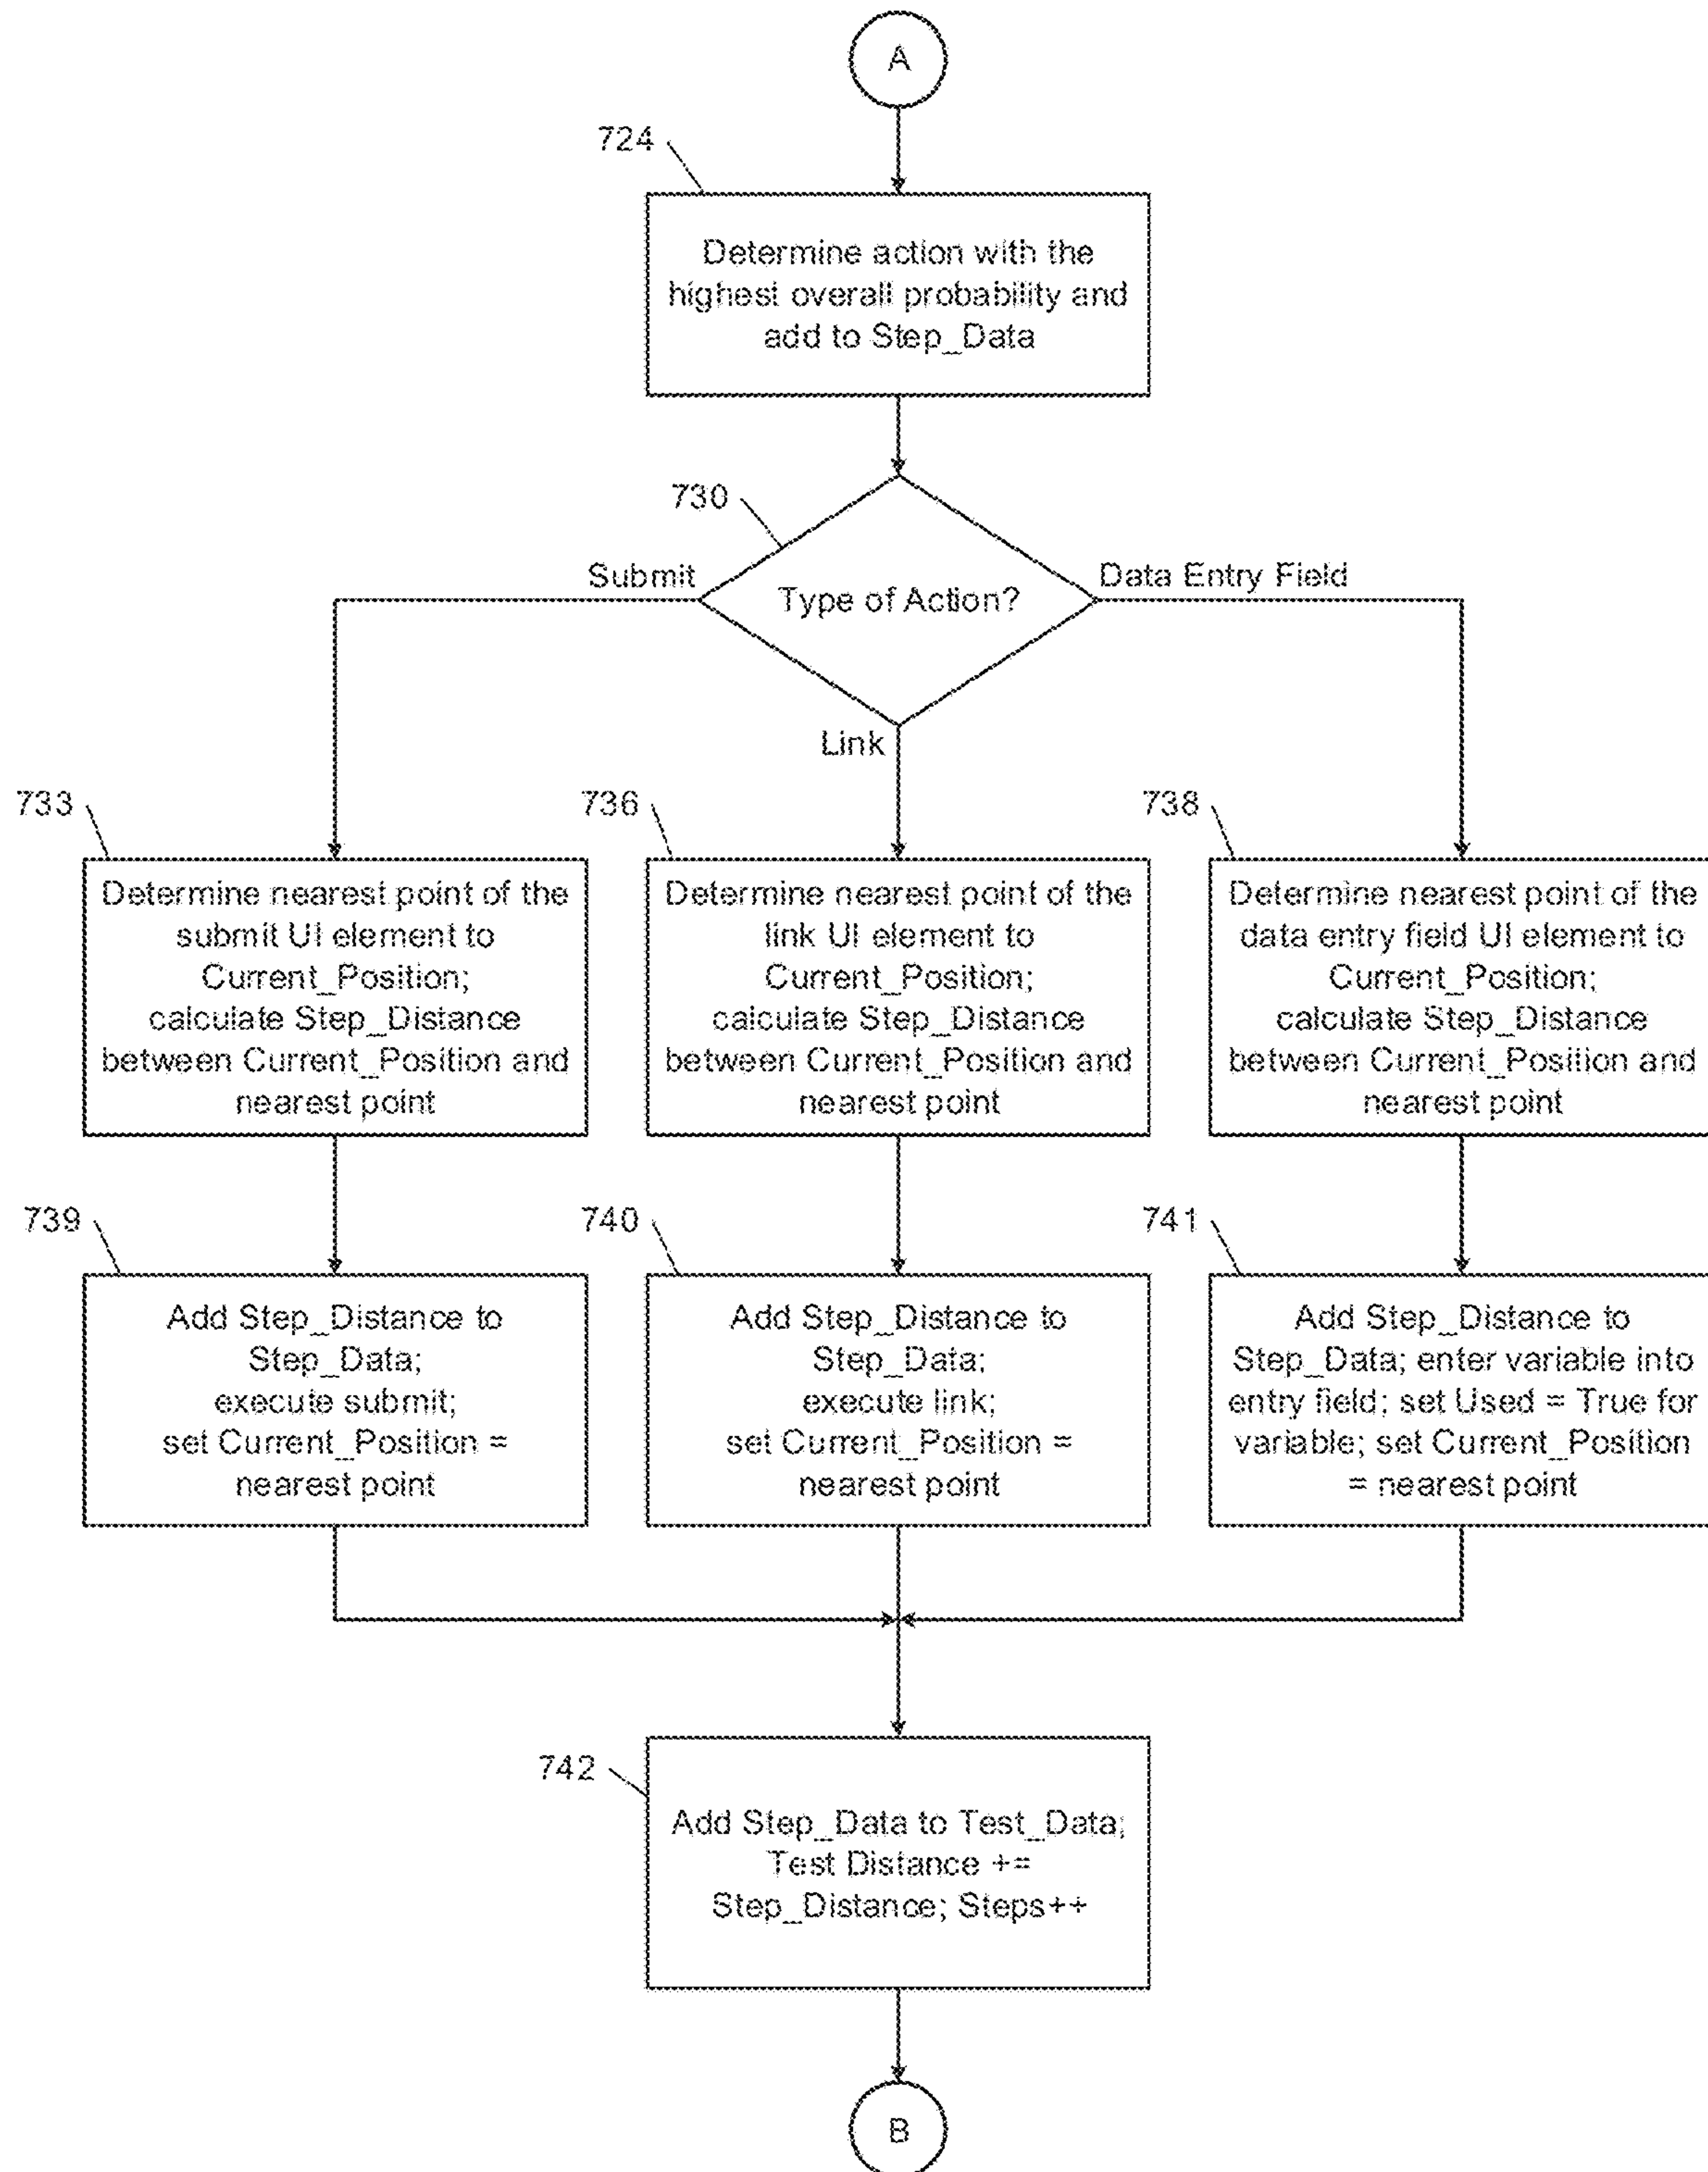 A
724
Determine action with the
highest overall probability and
add to Step_Data
730
Submit
Type of Action?
Data Entry Field
Link
733
Determine nearest point of the
submit UI element to
Current_Position;
calculate Step_Distance
between Current_Position and
nearest point
736
Determine nearest point of the
link UI element to
Current_Position;
calculate Step_Distance
between Current_Position and
nearest point
738
Determine nearest point of the
data entry field UI element to
Current_Position;
calculate Step_Distance
between Current_Position and
nearest point
739
Add Step_Distance to
Step_Data;
execute submit;
set Current_Position =
nearest point
740
Add Step_Distance to
Step_Data;
execute link;
set Current_Position =
nearest point
741
Add Step_Distance to
Step_Data; enter variable into
entry field; set Used = True for
variable; set Current_Position
= nearest point
742
Add Step_Data to Test_Data;
Test Distance +=
Step_Distance; Steps++
B